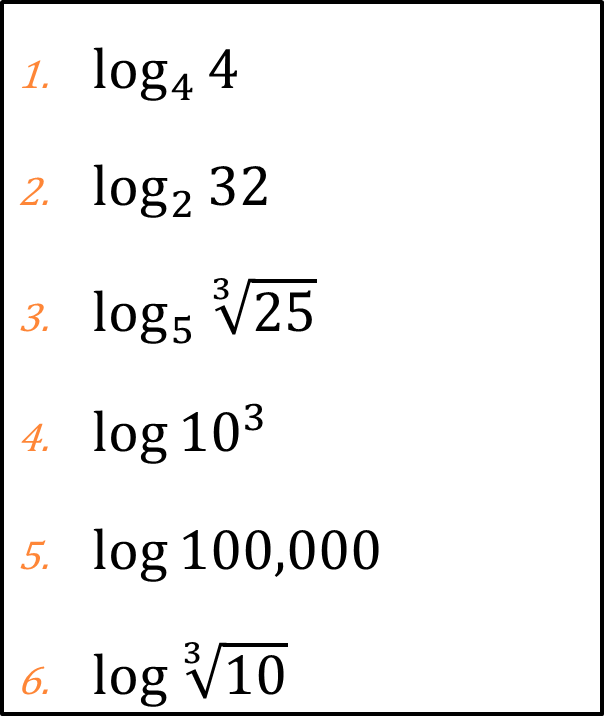 1. log₄ 4
2. log₂ 32
3. log₅ ∛25
4. log 10³
5. log 100,000
6. log ∛10